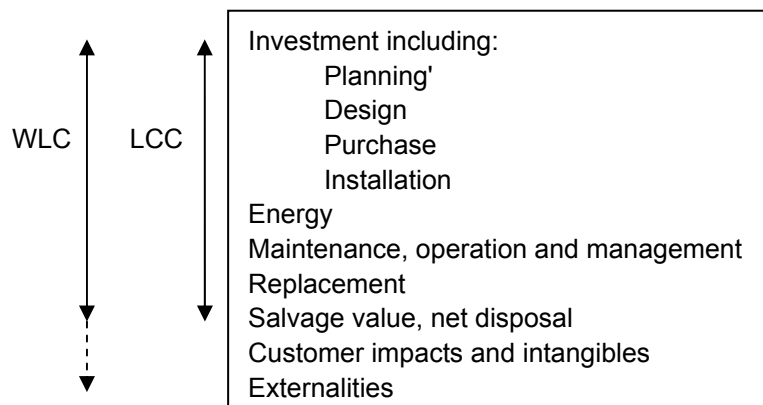 WLC
LCC
Investment including:
Planning'
Design
Purchase
Installation
Energy
Maintenance, operation and management
Replacement
Salvage value, net disposal
Customer impacts and intangibles
Externalities